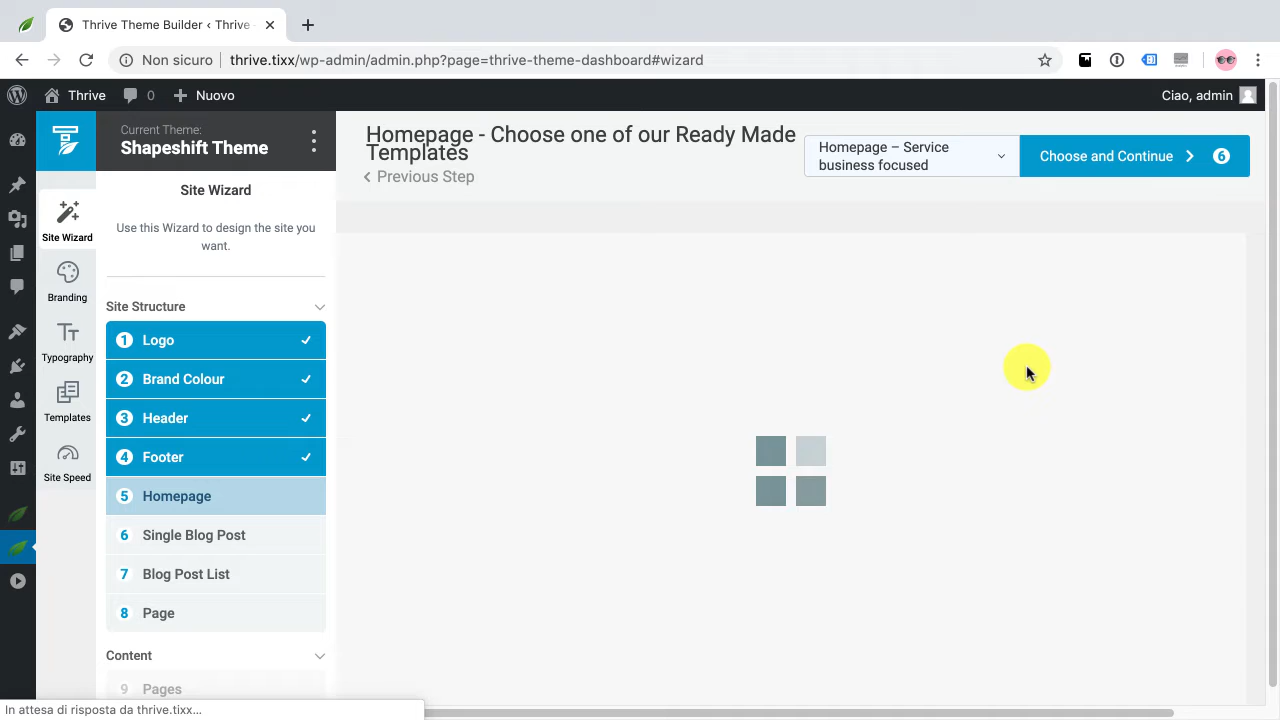 Thrive Theme Builder ‹ Thrive
Non sicuro
thrive.tixx/wp-admin/admin.php?page=thrive-theme-dashboard#wizard
Thrive
0
Nuovo
Ciao, admin
Current Theme:
Shapeshift Theme
Site Wizard
Branding
Typography
Templates
Site Speed
Site Wizard
Use this Wizard to design the site you
want.
Site Structure
1 Logo
2 Brand Colour
3 Header
4 Footer
5 Homepage
6 Single Blog Post
7 Blog Post List
8 Page
Content
9 Pages
Homepage - Choose one of our Ready Made
Templates
Previous Step
Homepage – Service
business focused
Choose and Continue 6
In attesa di risposta da thrive.tixx...